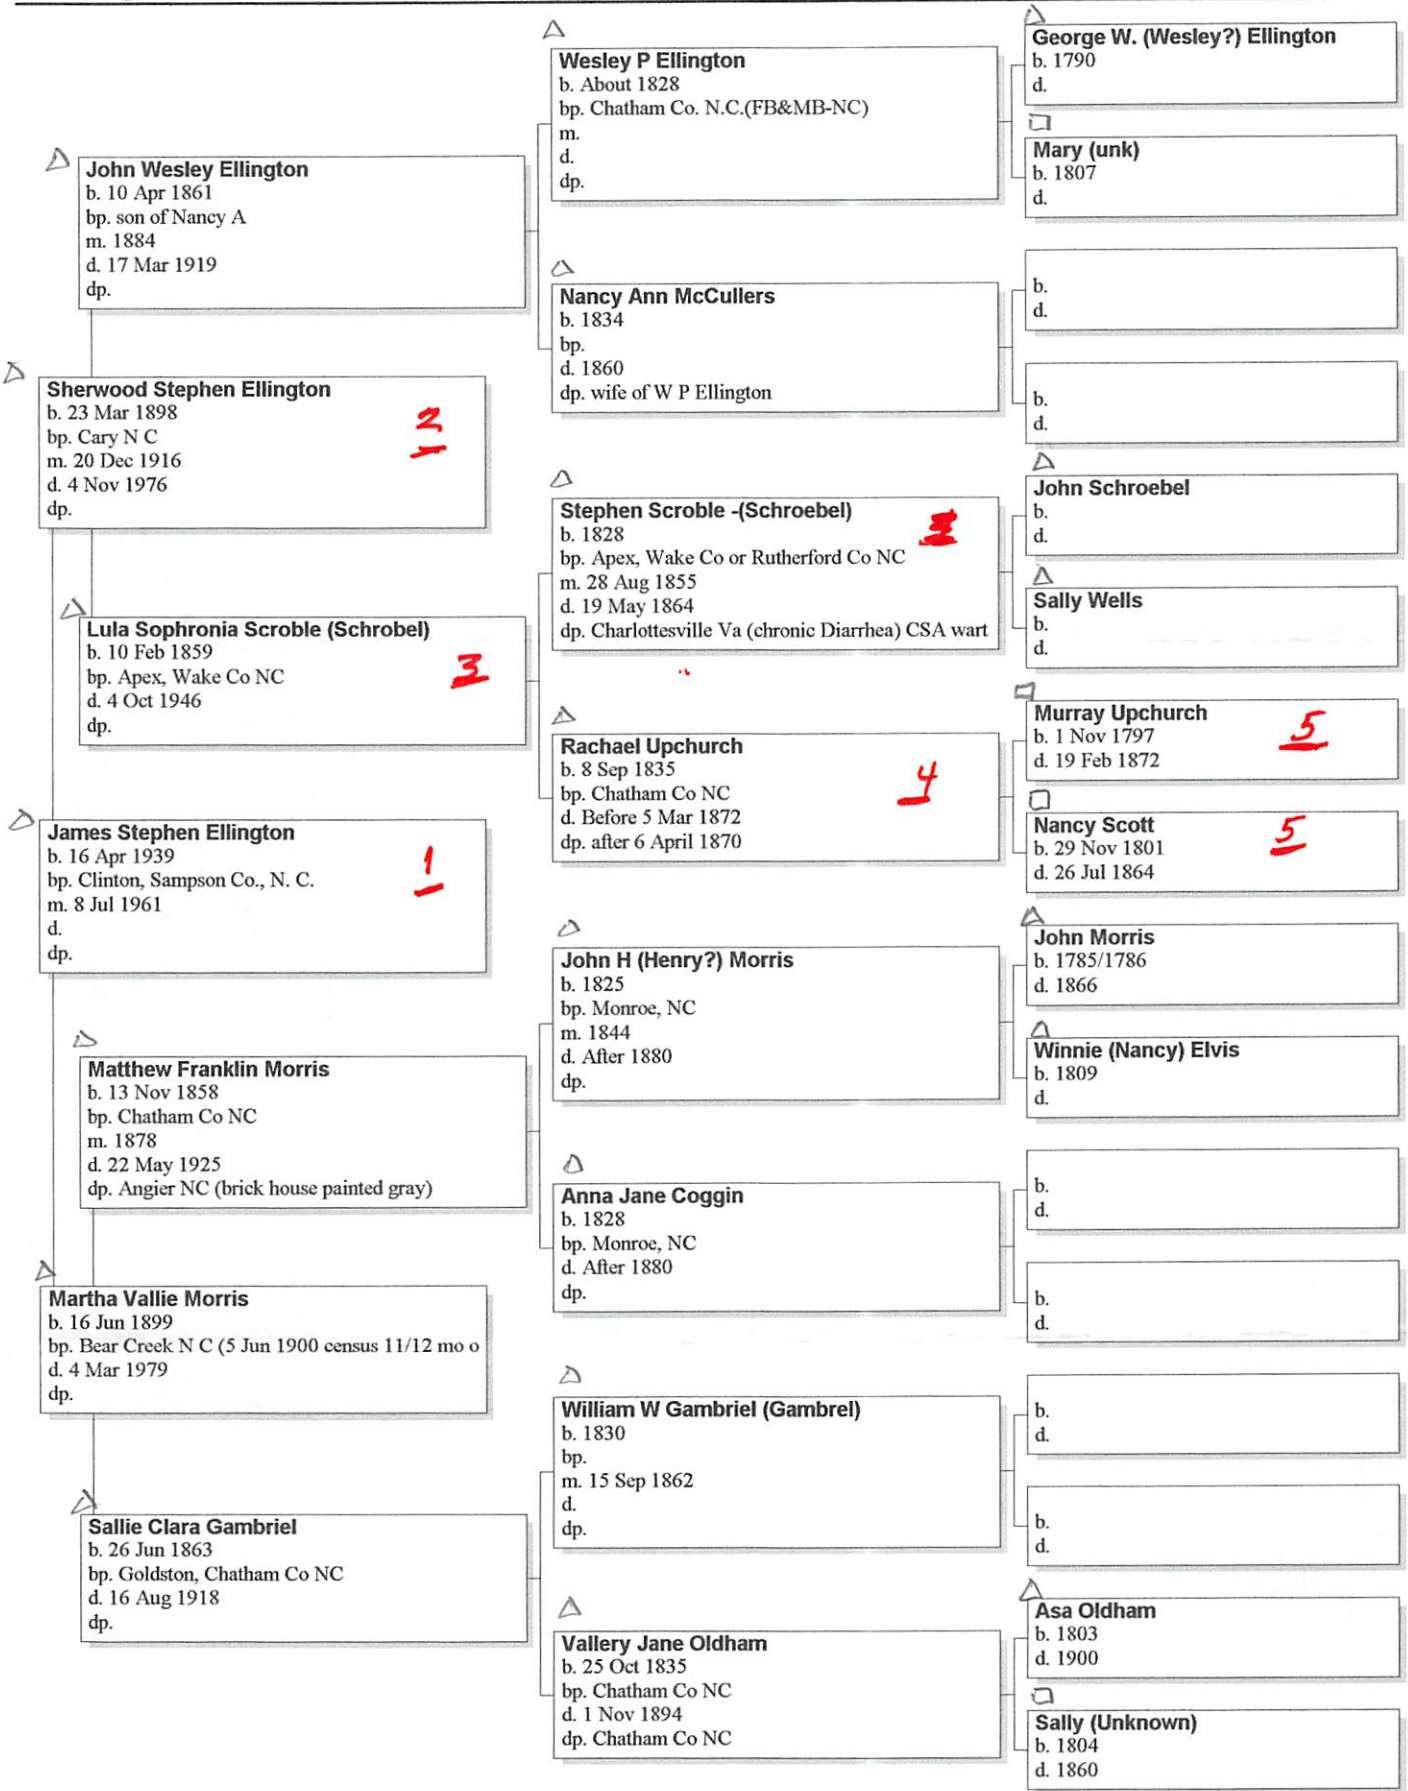 George W. (Wesley?) Ellington
b. 1790
d.
Wesley P Ellington
b. About 1828
bp. Chatham Co. N.C.(FB&MB-NC)
m.
d.
dp.
Mary (unk)
b. 1807
d.
John Wesley Ellington
b. 10 Apr 1861
bp. son of Nancy A
m. 1884
d. 17 Mar 1919
dp.
b.
d.
Nancy Ann McCullers
b. 1834
bp.
d. 1860
dp. wife of W P Ellington
b.
d.
Sherwood Stephen Ellington
b. 23 Mar 1898
bp. Cary N C
m. 20 Dec 1916
d. 4 Nov 1976
dp.
2
John Schroebel
b.
d.
Stephen Scroble -(Schroebel)
b. 1828
bp. Apex, Wake Co or Rutherford Co NC
m. 28 Aug 1855
d. 19 May 1864
dp. Charlottesville Va (chronic Diarrhea) CSA wart
Sally Wells
b.
d.
Lula Sophronia Scroble (Schrobel)
b. 10 Feb 1859
bp. Apex, Wake Co NC
d. 4 Oct 1946
dp.
3
Murray Upchurch
b. 1 Nov 1797
d. 19 Feb 1872
5
Rachael Upchurch
b. 8 Sep 1835
bp. Chatham Co NC
d. Before 5 Mar 1872
dp. after 6 April 1870
4
Nancy Scott
b. 29 Nov 1801
d. 26 Jul 1864
5
James Stephen Ellington
b. 16 Apr 1939
bp. Clinton, Sampson Co., N. C.
m. 8 Jul 1961
d.
dp.
1
John Morris
b. 1785/1786
d. 1866
John H (Henry?) Morris
b. 1825
bp. Monroe, NC
m. 1844
d. After 1880
dp.
Winnie (Nancy) Elvis
b. 1809
d.
Matthew Franklin Morris
b. 13 Nov 1858
bp. Chatham Co NC
m. 1878
d. 22 May 1925
dp. Angier NC (brick house painted gray)
b.
d.
Anna Jane Coggin
b. 1828
bp. Monroe, NC
d. After 1880
dp.
b.
d.
Martha Vallie Morris
b. 16 Jun 1899
bp. Bear Creek N C (5 Jun 1900 census 11/12 mo o
d. 4 Mar 1979
dp.
b.
d.
William W Gambriel (Gambrel)
b. 1830
bp.
m. 15 Sep 1862
d.
dp.
b.
d.
Sallie Clara Gambriel
b. 26 Jun 1863
bp. Goldston, Chatham Co NC
d. 16 Aug 1918
dp.
Asa Oldham
b. 1803
d. 1900
Vallery Jane Oldham
b. 25 Oct 1835
bp. Chatham Co NC
d. 1 Nov 1894
dp. Chatham Co NC
Sally (Unknown)
b. 1804
d. 1860